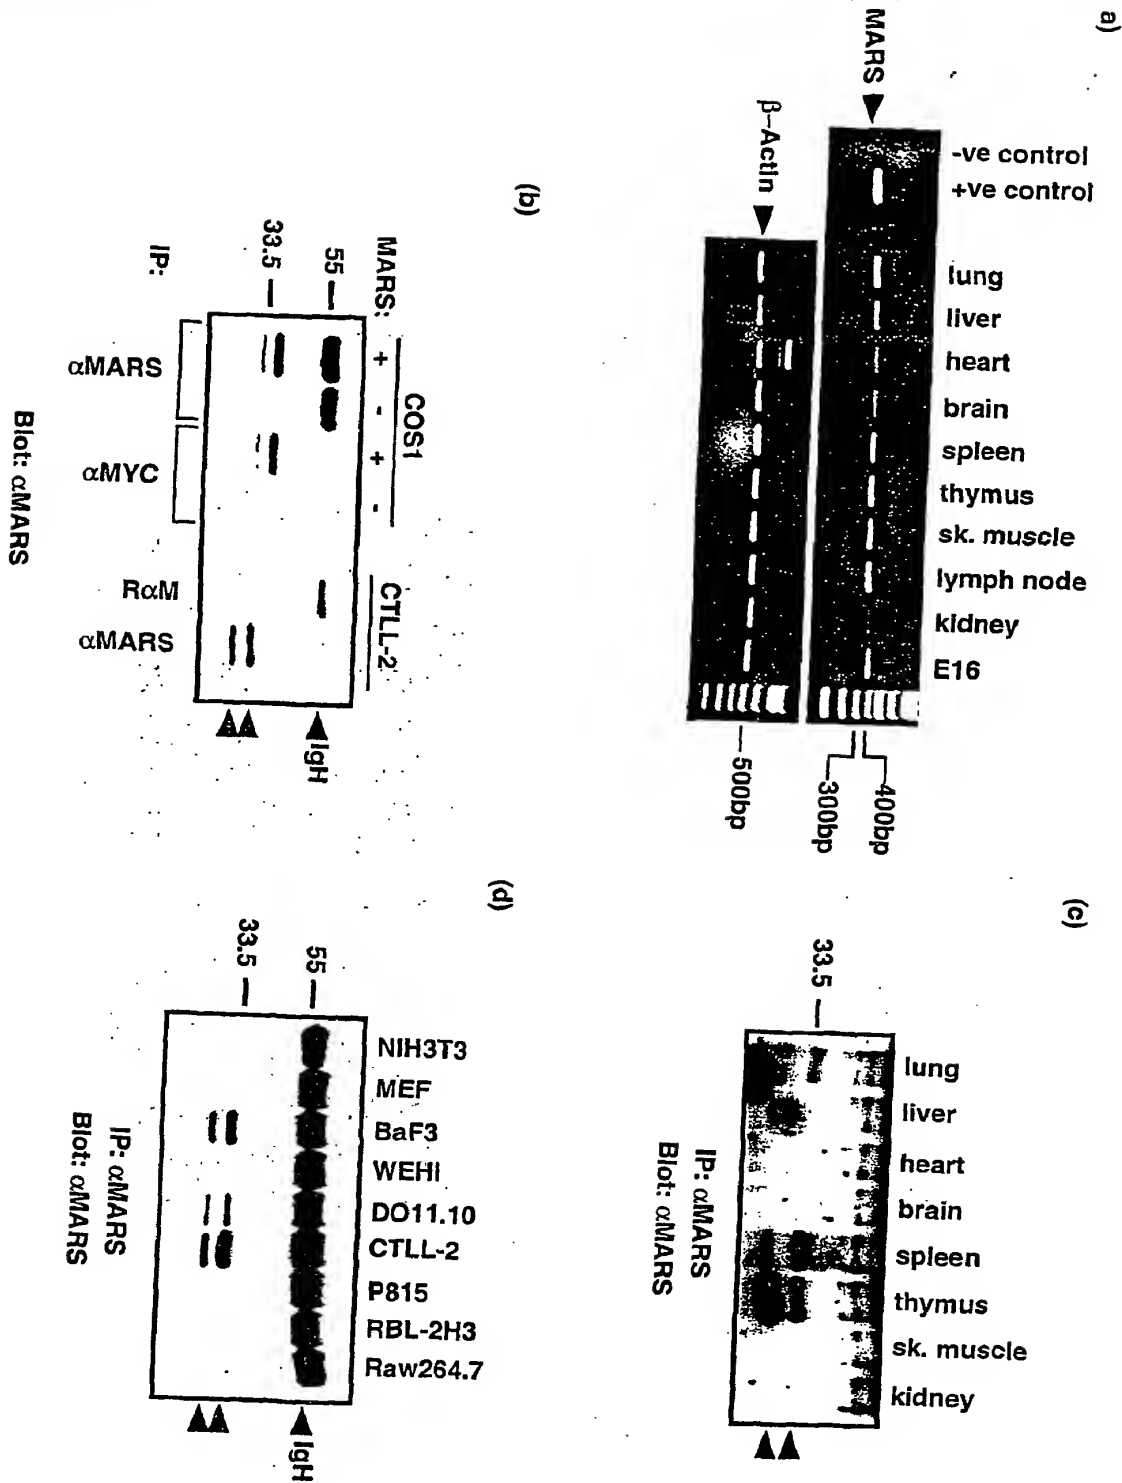 a)
MARS
-ve control
+ve control
lung
liver
heart
brain
spleen
thymus
sk. muscle
lymph node
kidney
E16
β-Actin
400bp
300bp
500bp
(b)
MARS:
+
-
+
-
COS1
CTLL-2
55
33.5
IgH
IP:
αMARS
αMYC
RαM
αMARS
Blot: αMARS
(c)
lung
liver
heart
brain
spleen
thymus
sk. muscle
kidney
33.5
IP: αMARS
Blot: αMARS
(d)
NIH3T3
MEF
BaF3
WEHI
DO11.10
CTLL-2
P815
RBL-2H3
Raw264.7
55
33.5
IgH
IP: αMARS
Blot: αMARS